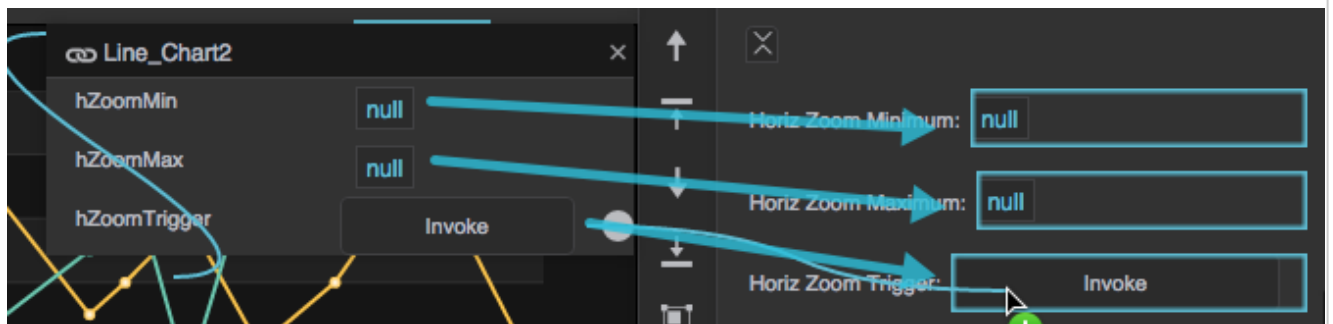 Line_Chart2
hZoomMin null
hZoomMax null
hZoomTrigger Invoke
Horiz Zoom Minimum: null
Horiz Zoom Maximum: null
Horiz Zoom Trigger: Invoke